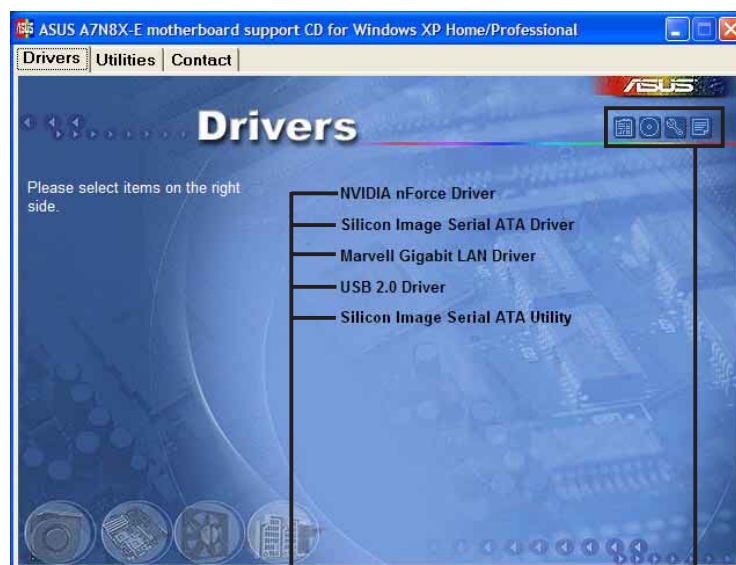 ASUS A7N8X-E motherboard support CD for Windows XP Home/Professional
Drivers Utilities Contact
ASUS
Drivers
Please select items on the right
side.
NVIDIA nForce Driver
Silicon Image Serial ATA Driver
Marvell Gigabit LAN Driver
USB 2.0 Driver
Silicon Image Serial ATA Utility